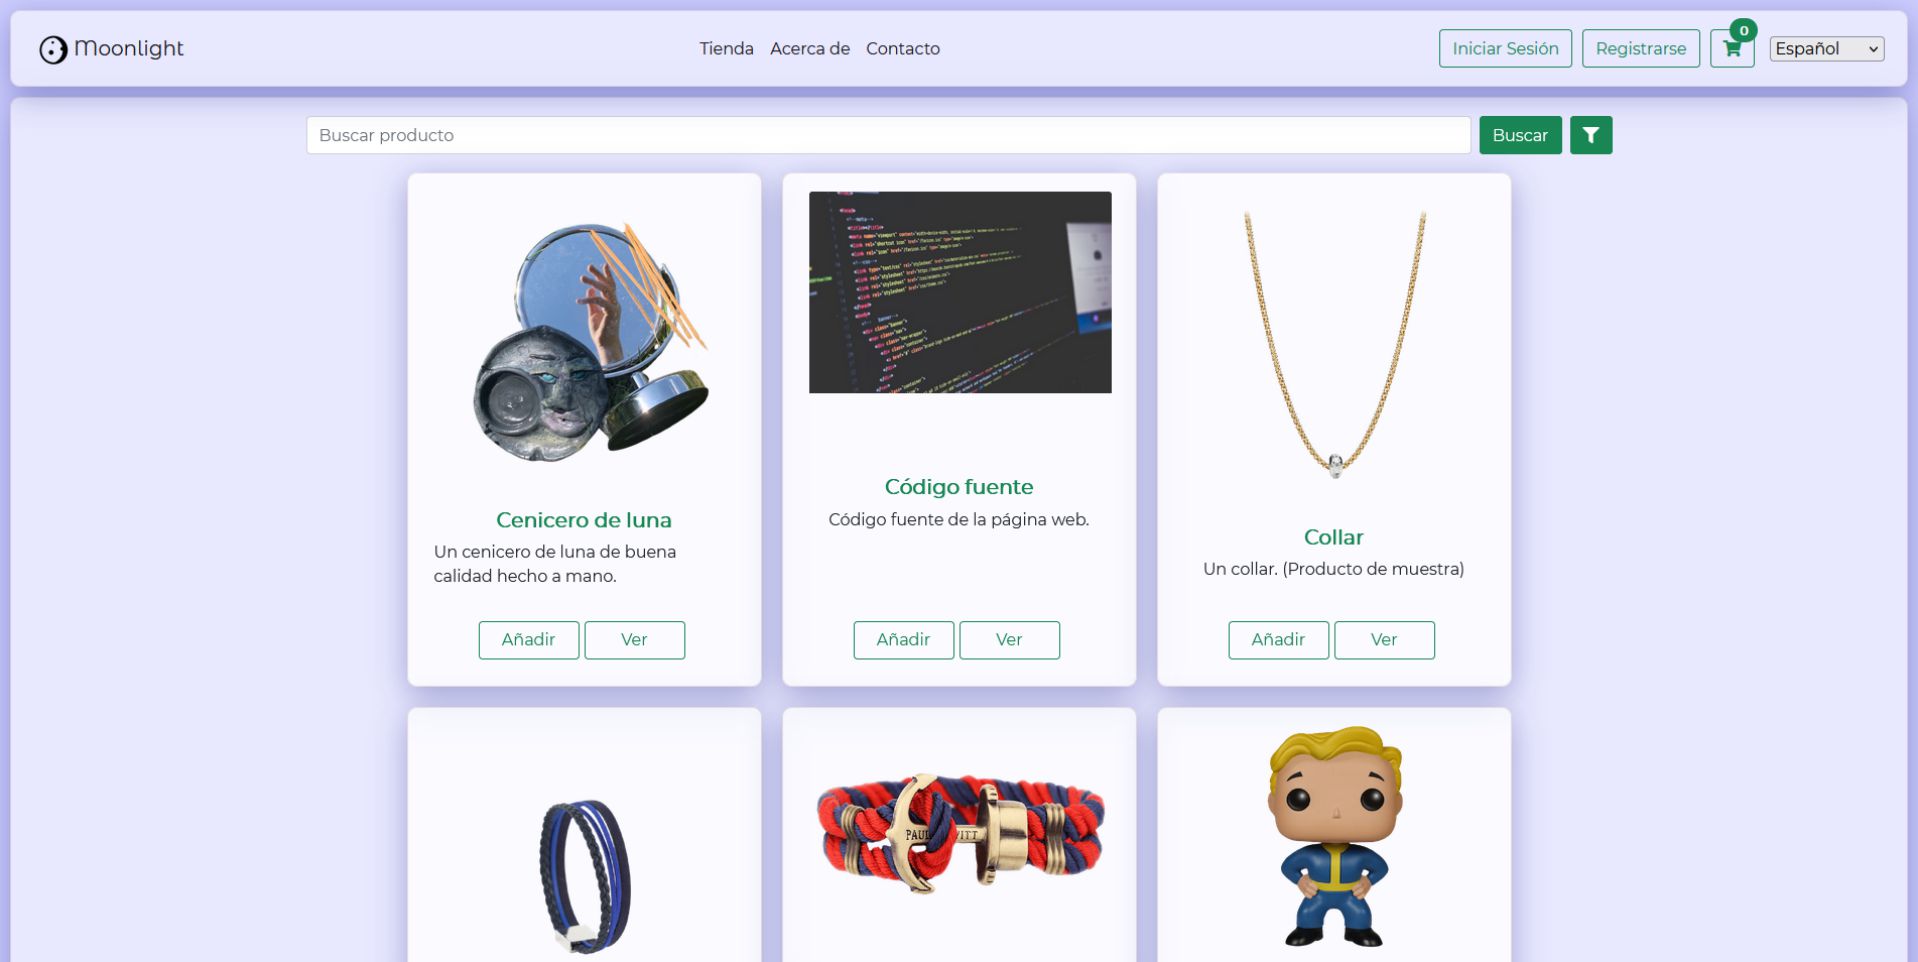 Moonlight
Tienda Acerca de Contacto
Iniciar Sesión Registrarse 0 Español
Buscar producto Buscar
Cenicero de luna
Un cenicero de luna de buena
calidad hecho a mano.
Añadir Ver
Código fuente
Código fuente de la página web.
Añadir Ver
Collar
Un collar. (Producto de muestra)
Añadir Ver
PAUL